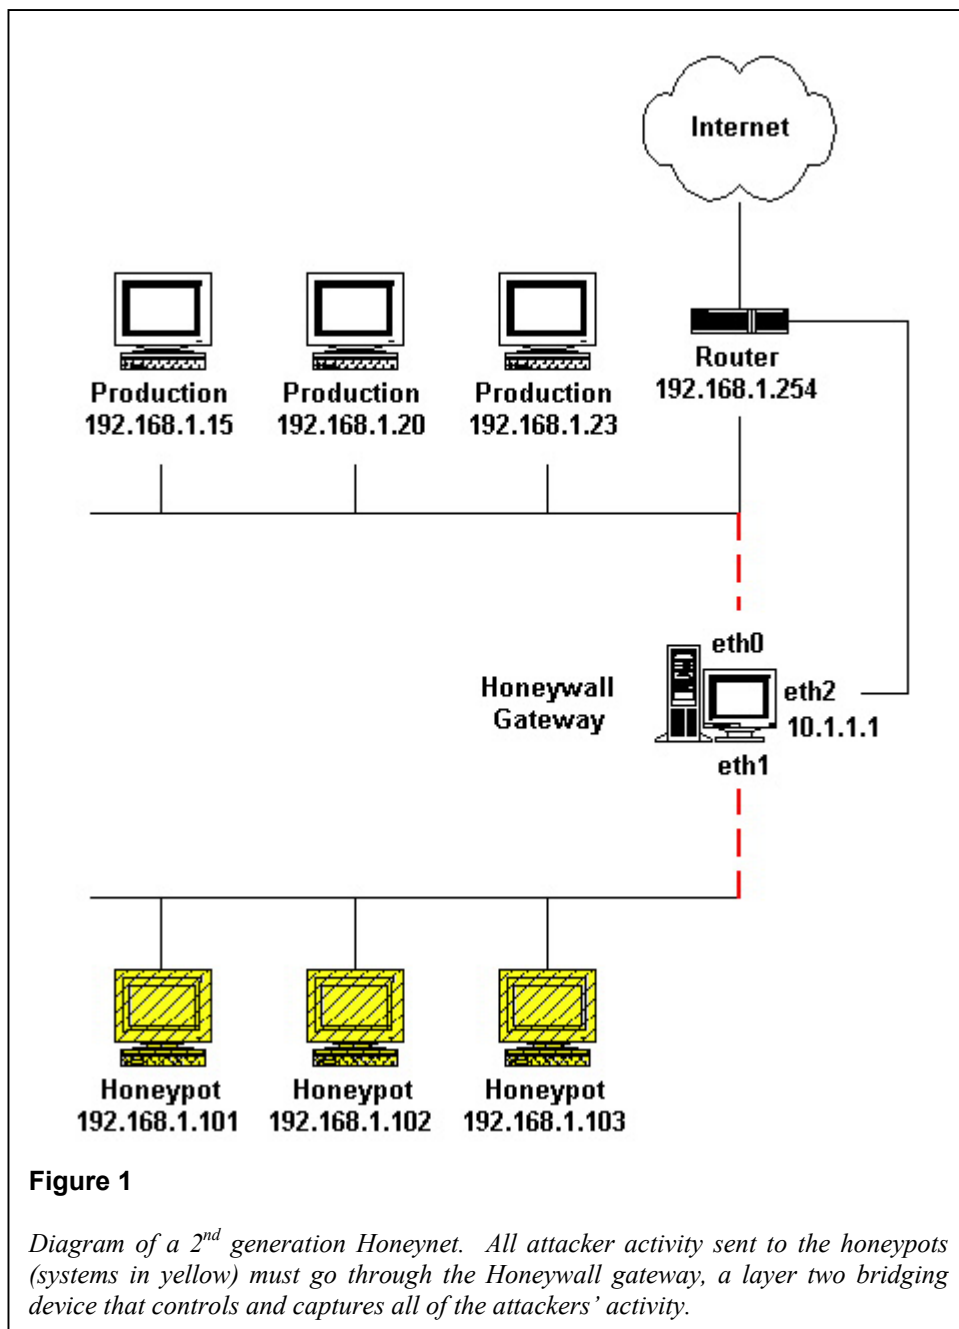 Internet
Router
192.168.1.254
Production
192.168.1.15
Production
192.168.1.20
Production
192.168.1.23
Honeywall
Gateway
eth0
eth2
10.1.1.1
eth1
Honeypot
192.168.1.101
Honeypot
192.168.1.102
Honeypot
192.168.1.103
Figure 1
Diagram of a 2nd generation Honeynet. All attacker activity sent to the honeypots
(systems in yellow) must go through the Honeywall gateway, a layer two bridging
device that controls and captures all of the attackers’ activity.